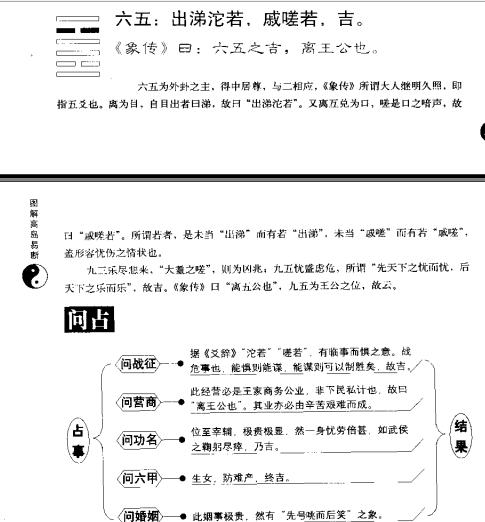 六五：出涕沱若，戚嗟若，吉。
《象传》曰：六五之吉，离王公也。
六五为外卦之主，得中居尊，与二相应，《象传》所谓大人继明久照，即
指五爻也。离为目，自目出者曰涕，故曰“出涕沱若”。又离互兑为口，嗟是口之喑声，故
图解高岛易断
曰“戚嗟若”。所谓若者，是未当“出涕”而有若“出涕”，未当“戚嗟”而有若“戚嗟”，
盖形容忧伤之情状也。
九三乐尽悲来，“大耋之嗟”，则为凶兆；九五忧盛虑危，所谓“先天下之忧而忧，后
天下之乐而乐”，故吉。《象传》曰“离五公也”，九五为王公之位，故云。
问占
占事
问战征
据《爻辞》“沱若”“嗟若”，有临事而惧之意。战
危事也，能惧则能谋，能谋则可以制胜矣，故吉。
问营商
此经营必是王家商务公业，非下民私计也，故曰
“离王公也”。其业亦必由辛苦艰难而成。
问功名
位至宰辅，极贵极显，然一身忧劳倍甚，如武侯
之鞠躬尽瘁，乃吉。
问六甲
生女，防难产，终吉。
问婚姻
此姻事极贵，然有“先号咷而后笑”之象。
结果